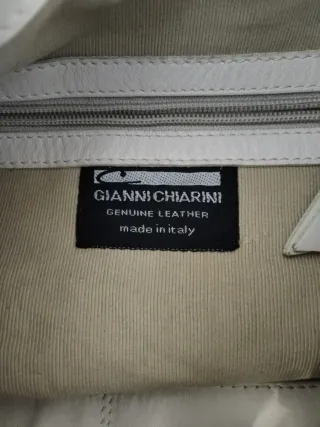 GIANNI CHIARINI
GENUINE LEATHER
made in italy